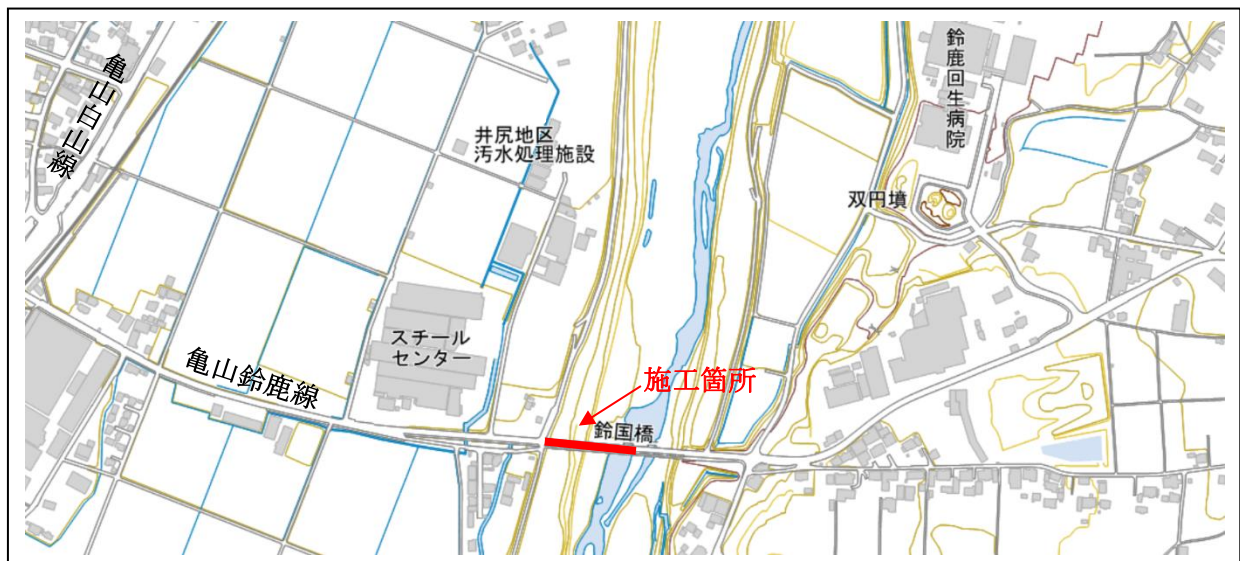 亀山白山線
井尻地区
汚水処理施設
鈴鹿回生病院
双円墳
スチール
センター
亀山鈴鹿線
施工箇所
鈴国橋